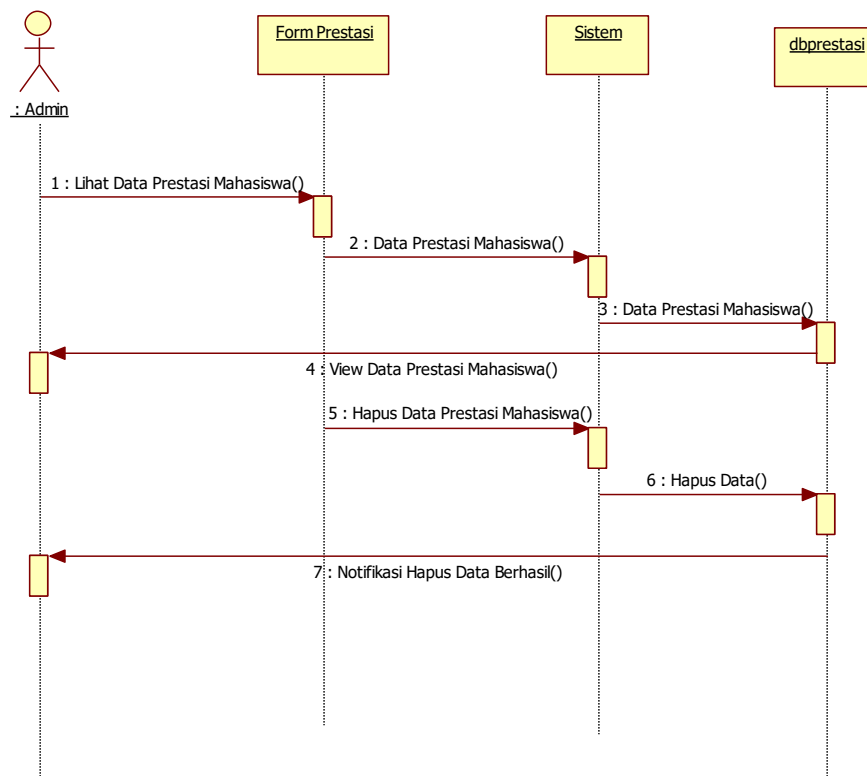 Form Prestasi
Sistem
dbprestasi
: Admin
1 : Lihat Data Prestasi Mahasiswa()
2 : Data Prestasi Mahasiswa()
3 : Data Prestasi Mahasiswa()
4 : View Data Prestasi Mahasiswa()
5 : Hapus Data Prestasi Mahasiswa()
6 : Hapus Data()
7 : Notifikasi Hapus Data Berhasil()